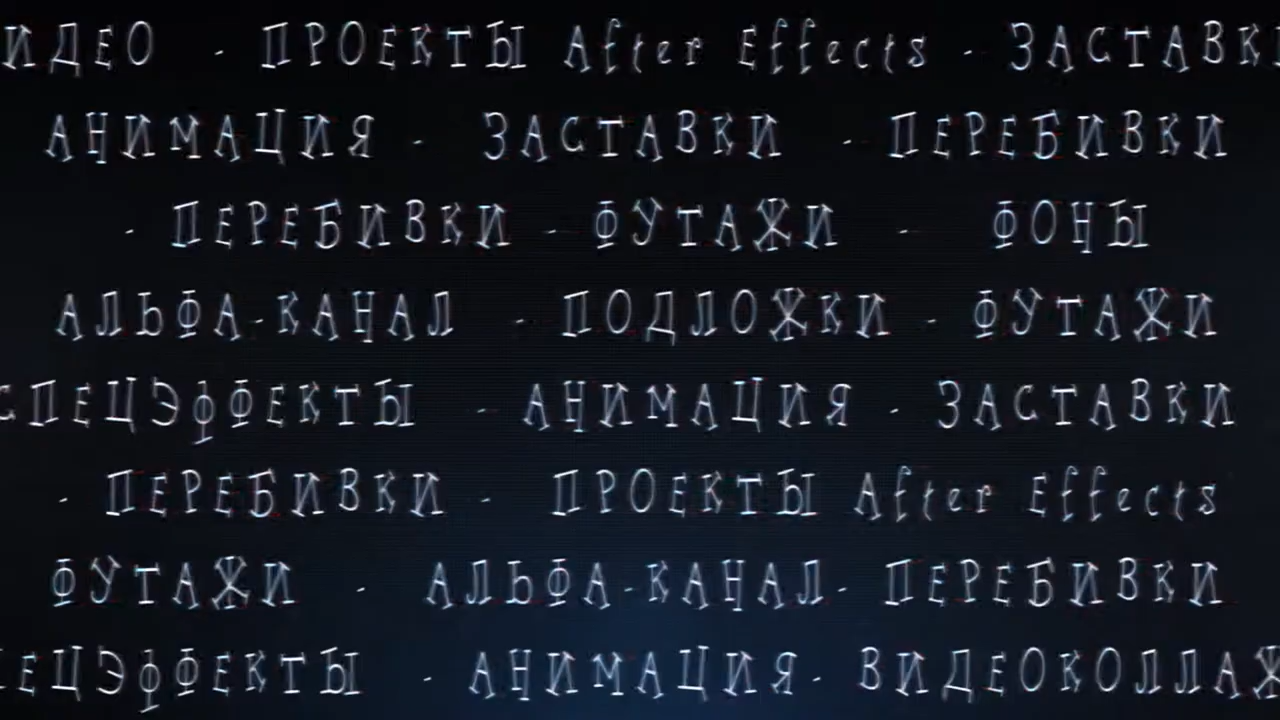 ИДЕО - ПРОЕКТЫ After Effects - ЗАСТАВК
АНИМАЦИЯ - ЗАСТАВКИ - ПЕРЕБИВКИ
- ПЕРЕБИВКИ - ФУТАЖИ - ФОНЫ
АЛЬФА-КАНАЛ - ПОДЛОЖКИ - ФУТАЖИ
СПЕЦЭФФЕКТЫ - АНИМАЦИЯ - ЗАСТАВКИ
- ПЕРЕБИВКИ - ПРОЕКТЫ After Effects
ФУТАЖИ - АЛЬФА-КАНАЛ- ПЕРЕБИВКИ
ЕЦЭФФЕКТЫ - АНИМАЦИЯ- ВИДЕОКОЛЛАЖ